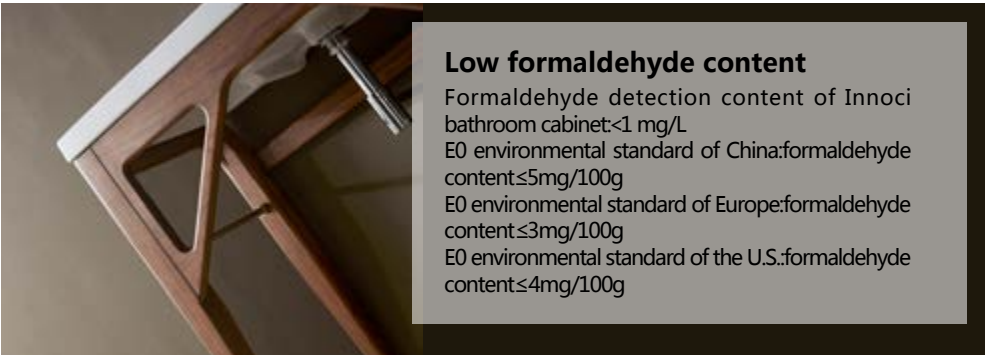 Low formaldehyde content
Formaldehyde detection content of Innoci
bathroom cabinet:<1 mg/L
E0 environmental standard of China:formaldehyde
content≤5mg/100g
E0 environmental standard of Europe:formaldehyde
content≤3mg/100g
E0 environmental standard of the U.S.:formaldehyde
content≤4mg/100g